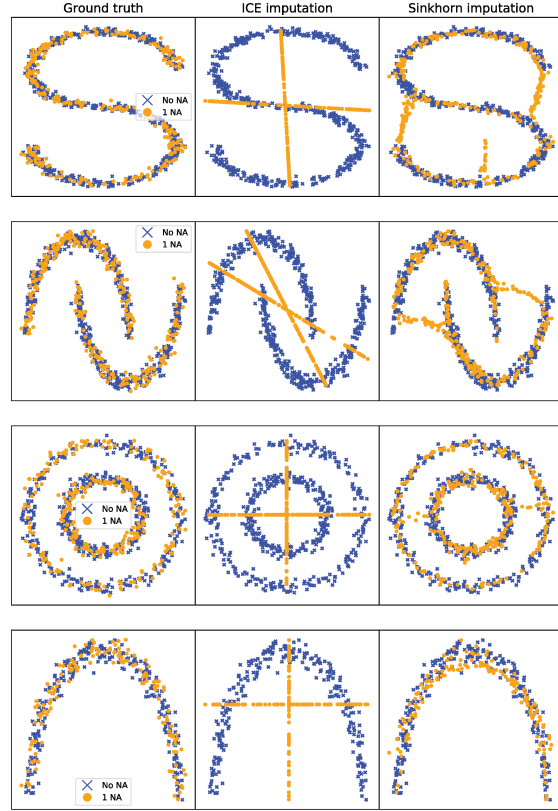 Ground truth
ICE imputation
Sinkhorn imputation
No NA
1 NA
No NA
1 NA
No NA
1 NA
No NA
1 NA